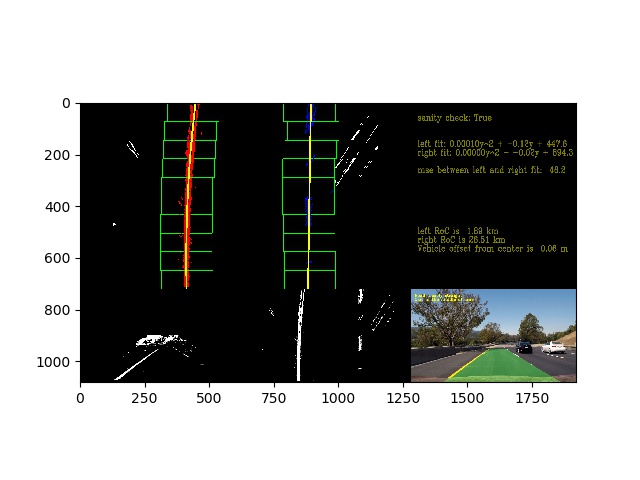 0
200
400
600
800
1000
0
250
500
750
1000
1250
1500
1750
sanity check: True
left fit: 0.00010y^2 + -0.12y + 447.6
right fit: 0.00000y^2 + -0.02y + 894.3
mse between left and right fit: 46.2
left RoC is 1.69 km
right RoC is 26.51 km
Vehicle offset from center is 0.06 m